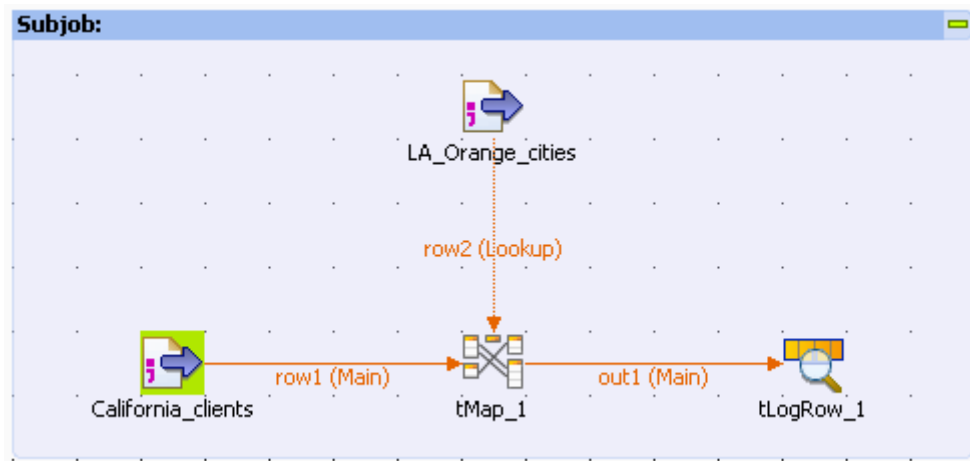 Subjob:
LA_Orange_cities
row2 (Lookup)
row1 (Main)
out1 (Main)
California_clients
tMap_1
tLogRow_1